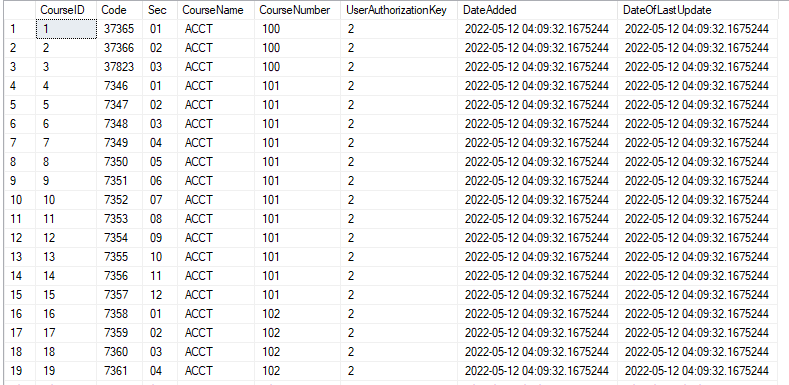 CourseID Code Sec CourseName CourseNumber UserAuthorizationKey DateAdded DateOfLastUpdate
1 1 37365 01 ACCT 100 2 2022-05-12 04:09:32.1675244 2022-05-12 04:09:32.1675244
2 2 37366 02 ACCT 100 2 2022-05-12 04:09:32.1675244 2022-05-12 04:09:32.1675244
3 3 37823 03 ACCT 100 2 2022-05-12 04:09:32.1675244 2022-05-12 04:09:32.1675244
4 4 7346 01 ACCT 101 2 2022-05-12 04:09:32.1675244 2022-05-12 04:09:32.1675244
5 5 7347 02 ACCT 101 2 2022-05-12 04:09:32.1675244 2022-05-12 04:09:32.1675244
6 6 7348 03 ACCT 101 2 2022-05-12 04:09:32.1675244 2022-05-12 04:09:32.1675244
7 7 7349 04 ACCT 101 2 2022-05-12 04:09:32.1675244 2022-05-12 04:09:32.1675244
8 8 7350 05 ACCT 101 2 2022-05-12 04:09:32.1675244 2022-05-12 04:09:32.1675244
9 9 7351 06 ACCT 101 2 2022-05-12 04:09:32.1675244 2022-05-12 04:09:32.1675244
10 10 7352 07 ACCT 101 2 2022-05-12 04:09:32.1675244 2022-05-12 04:09:32.1675244
11 11 7353 08 ACCT 101 2 2022-05-12 04:09:32.1675244 2022-05-12 04:09:32.1675244
12 12 7354 09 ACCT 101 2 2022-05-12 04:09:32.1675244 2022-05-12 04:09:32.1675244
13 13 7355 10 ACCT 101 2 2022-05-12 04:09:32.1675244 2022-05-12 04:09:32.1675244
14 14 7356 11 ACCT 101 2 2022-05-12 04:09:32.1675244 2022-05-12 04:09:32.1675244
15 15 7357 12 ACCT 101 2 2022-05-12 04:09:32.1675244 2022-05-12 04:09:32.1675244
16 16 7358 01 ACCT 102 2 2022-05-12 04:09:32.1675244 2022-05-12 04:09:32.1675244
17 17 7359 02 ACCT 102 2 2022-05-12 04:09:32.1675244 2022-05-12 04:09:32.1675244
18 18 7360 03 ACCT 102 2 2022-05-12 04:09:32.1675244 2022-05-12 04:09:32.1675244
19 19 7361 04 ACCT 102 2 2022-05-12 04:09:32.1675244 2022-05-12 04:09:32.1675244